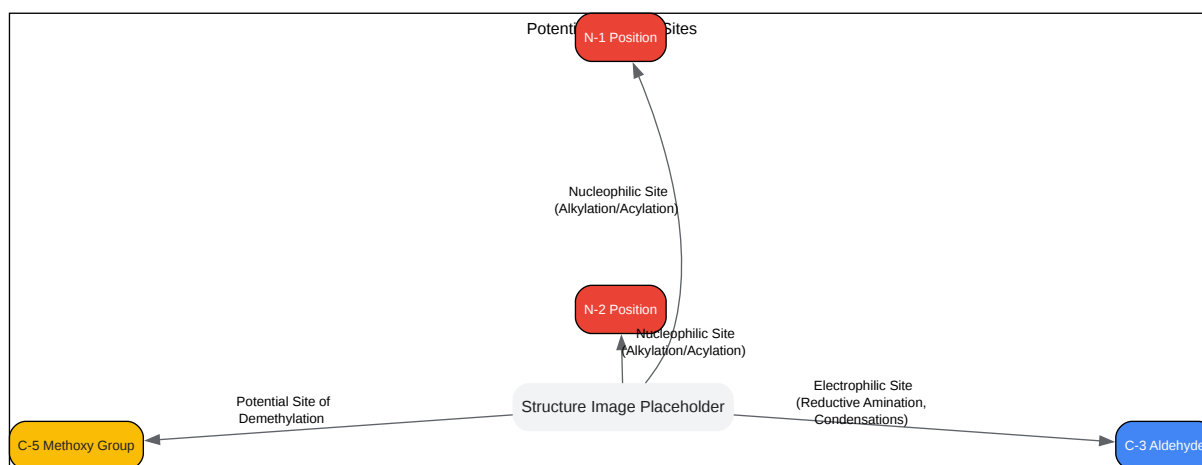 Potenti
Sites
N-1 Position
Nucleophilic Site
(Alkylation/Acylation)
N-2 Position
Nucleophilic Site
(Alkylation/Acylation)
Electrophilic Site
(Reductive Amination,
Condensations)
Potential Site of
Demethylation
Structure Image Placeholder
C-5 Methoxy Group
C-3 Aldehyde